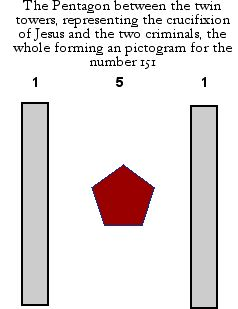 The Pentagon between the twin
towers, representing the crucifixion
of Jesus and the two criminals, the
whole forming an pictogram for the
number 151
1 5 1